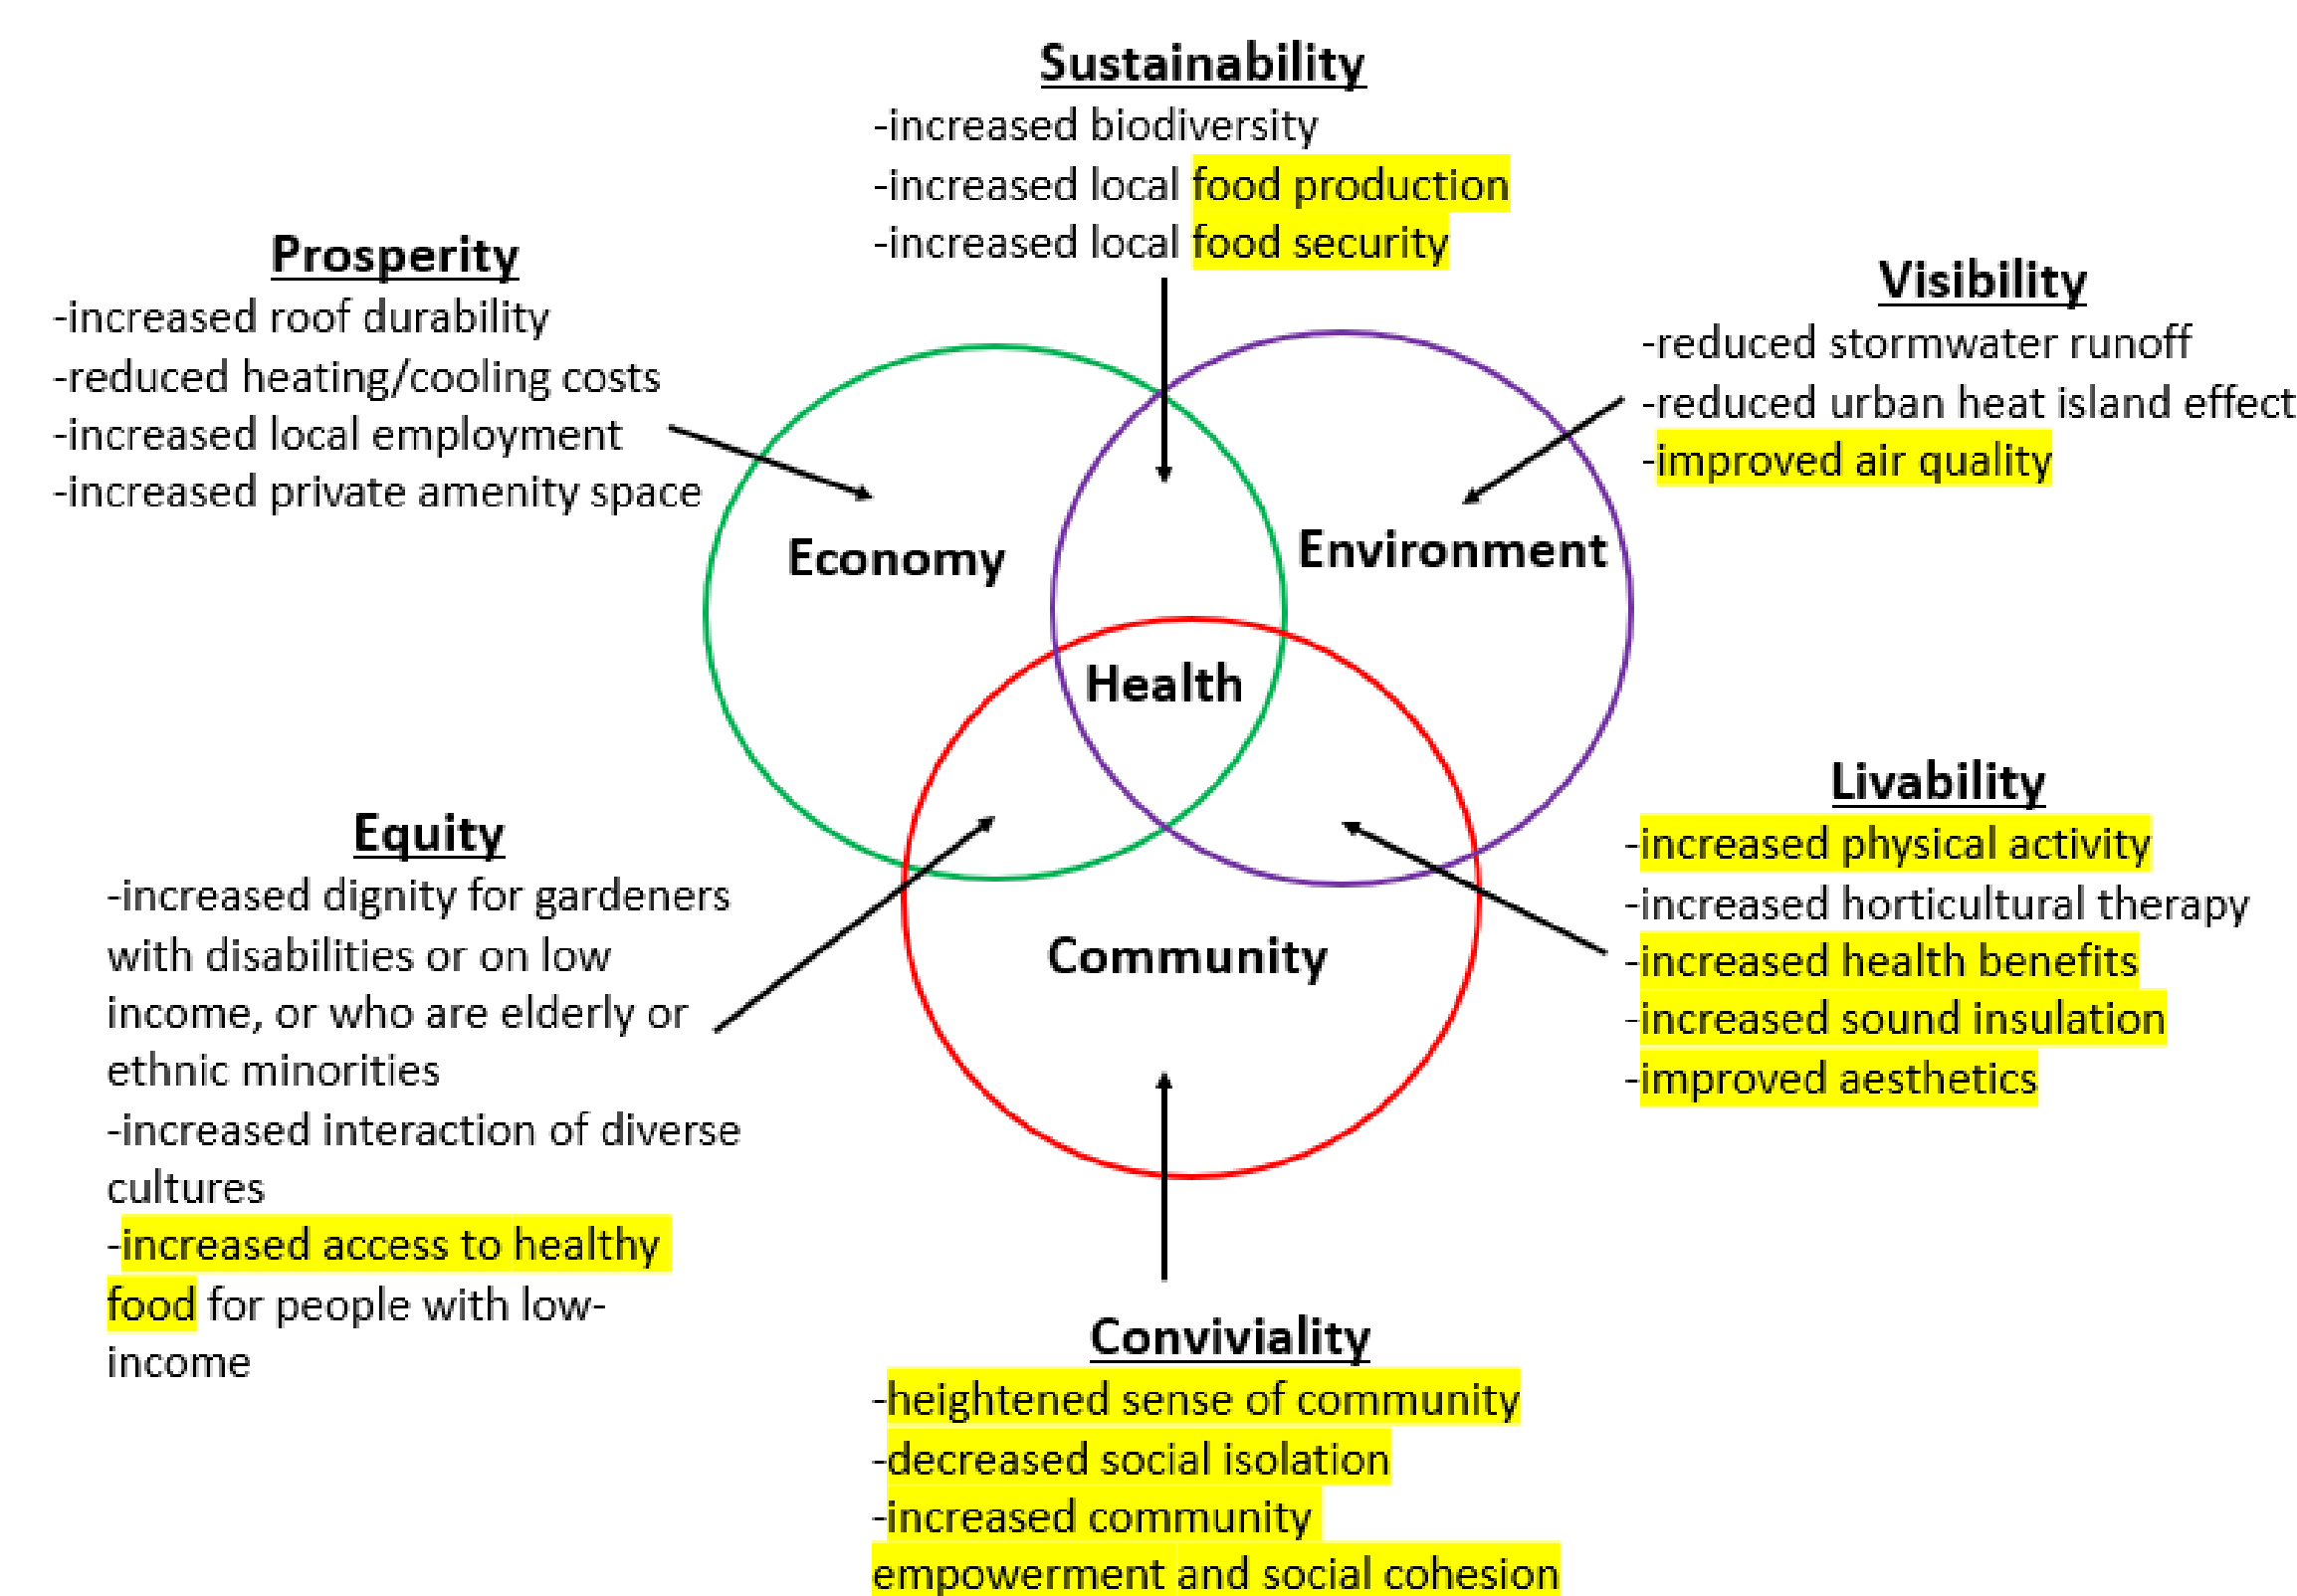 Sustainability
-increased biodiversity
-increased local food production
-increased local food security
Prosperity
-increased roof durability
-reduced heating/cooling costs
-increased local employment
-increased private amenity space
Visibility
-reduced stormwater runoff
-reduced urban heat island effect
-improved air quality
Economy
Environment
Health
Community
Equity
-increased dignity for gardeners
with disabilities or on low
income, or who are elderly or
ethnic minorities
-increased interaction of diverse
cultures
-increased access to healthy
food for people with low-
income
Livability
-increased physical activity
-increased horticultural therapy
-increased health benefits
-increased sound insulation
-improved aesthetics
Conviviality
-heightened sense of community
-decreased social isolation
-increased community
empowerment and social cohesion